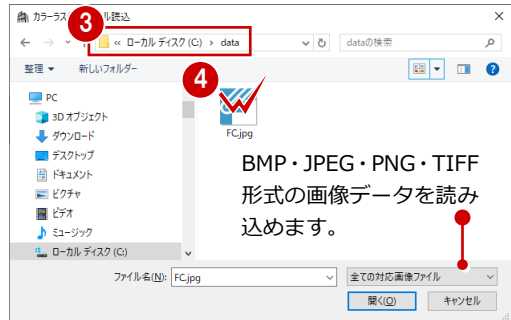 カラーラス
ル読込
3
« ローカル ディスク (C:) › data
dataの検索
整理
新しいフォルダー
4
PC
3D オブジェクト
ダウンロード
デスクトップ
ドキュメント
ピクチャ
ビデオ
ミュージック
ローカル ディスク (C:)
FC.jpg
BMP・JPEG・PNG・TIFF
形式の画像データを読み
込めます。
ファイル名(N):
FC.jpg
全ての対応画像ファイル
開く(O)
キャンセル